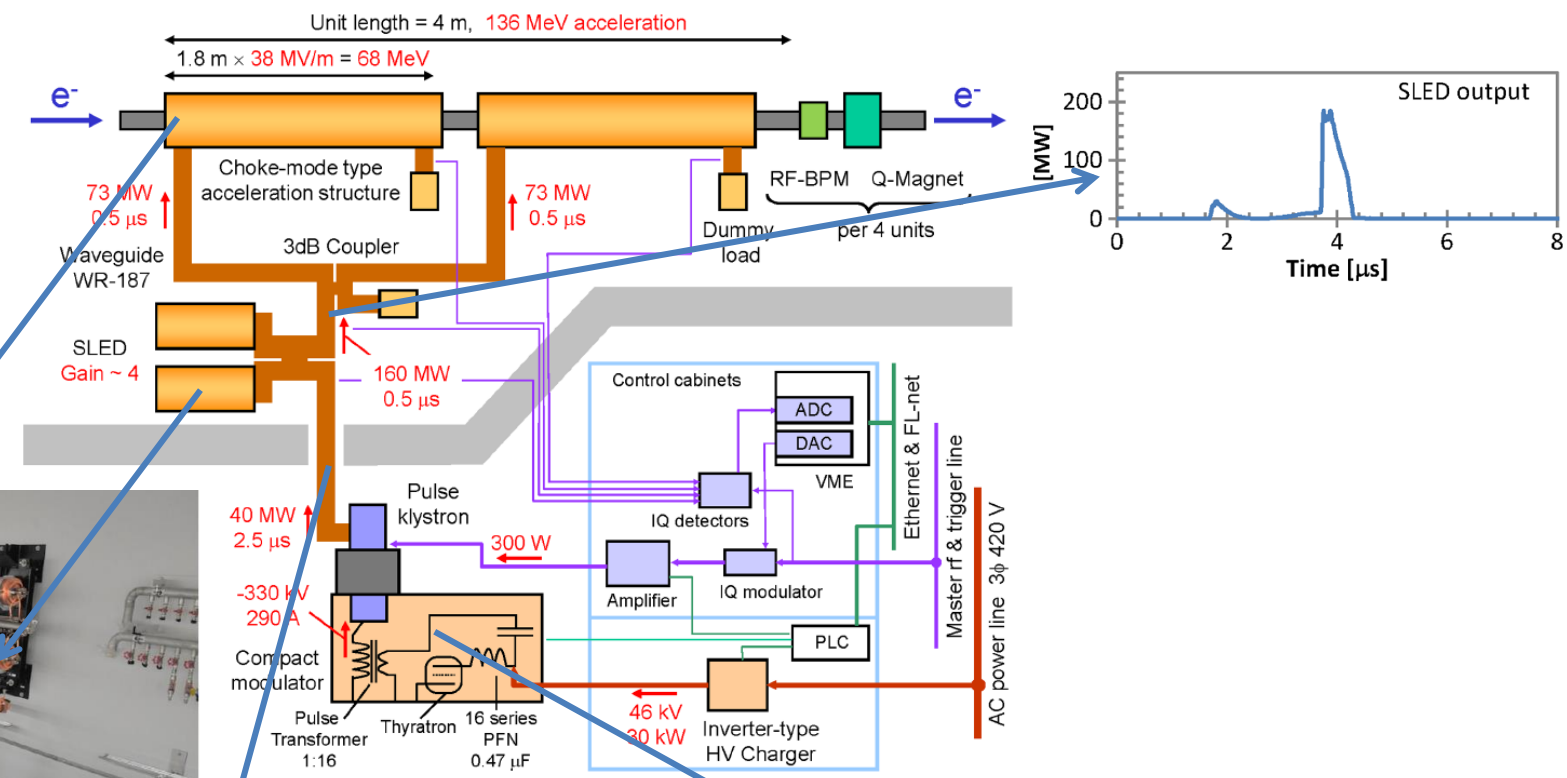 Unit length = 4 m, 136 MeV acceleration
1.8 m × 38 MV/m = 68 MeV
e-
e-
Choke-mode type
acceleration structure
73 MW
0.5 μs
73 MW
0.5 μs
RF-BPM Q-Magnet
per 4 units
Dummy
load
Waveguide
WR-187
3dB Coupler
SLED
Gain ~ 4
160 MW
0.5 μs
SLED output
[MW]
200
100
0
0 2 4 6 8
Time [μs]
Control cabinets
ADC
DAC
VME
IQ detectors
Ethernet & FL-net
Master rf & trigger line
AC power line 3ϕ 420 V
Pulse
klystron
40 MW
2.5 μs
300 W
Amplifier
IQ modulator
-330 kV
290 A
Compact
modulator
PLC
Pulse
Transformer
1:16
Thyratron
16 series
PFN
0.47 μF
46 kV
30 kW
Inverter-type
HV Charger